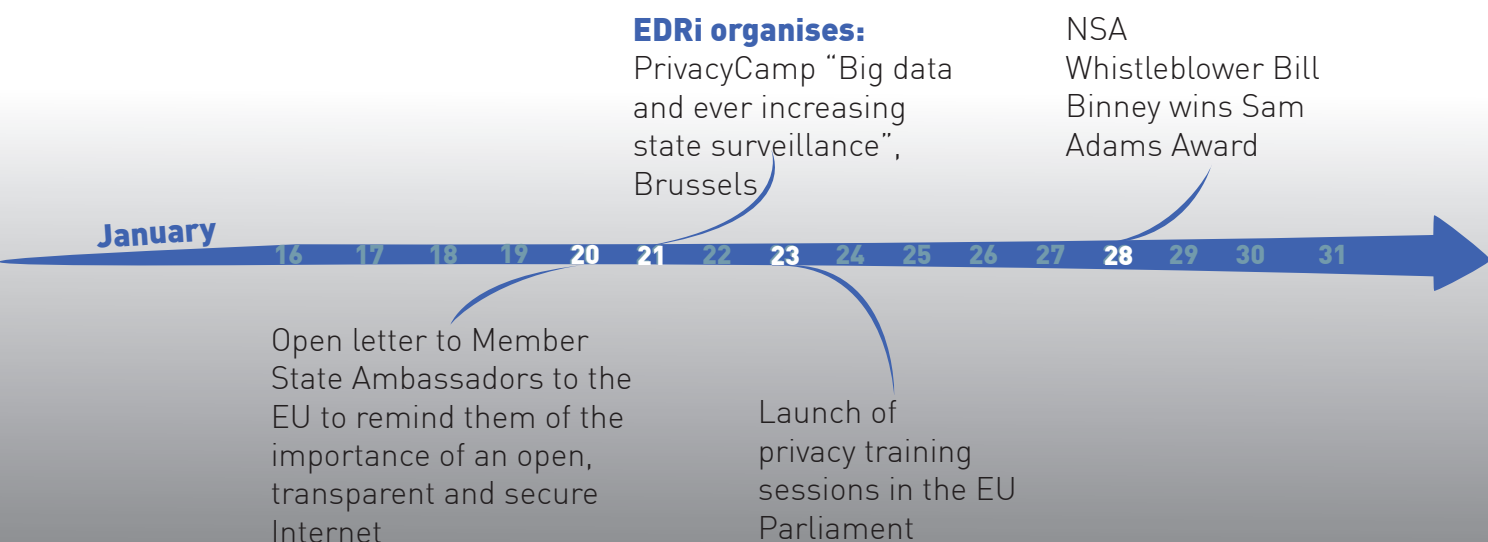 EDRi organises:
PrivacyCamp “Big data
and ever increasing
state surveillance”,
Brussels
NSA
Whistleblower Bill
Binney wins Sam
Adams Award
January
16 17 18 19 20 21 22 23 24 25 26 27 28 29 30 31
Open letter to Member
State Ambassadors to the
EU to remind them of the
importance of an open,
transparent and secure
Internet
Launch of
privacy training
sessions in the EU
Parliament